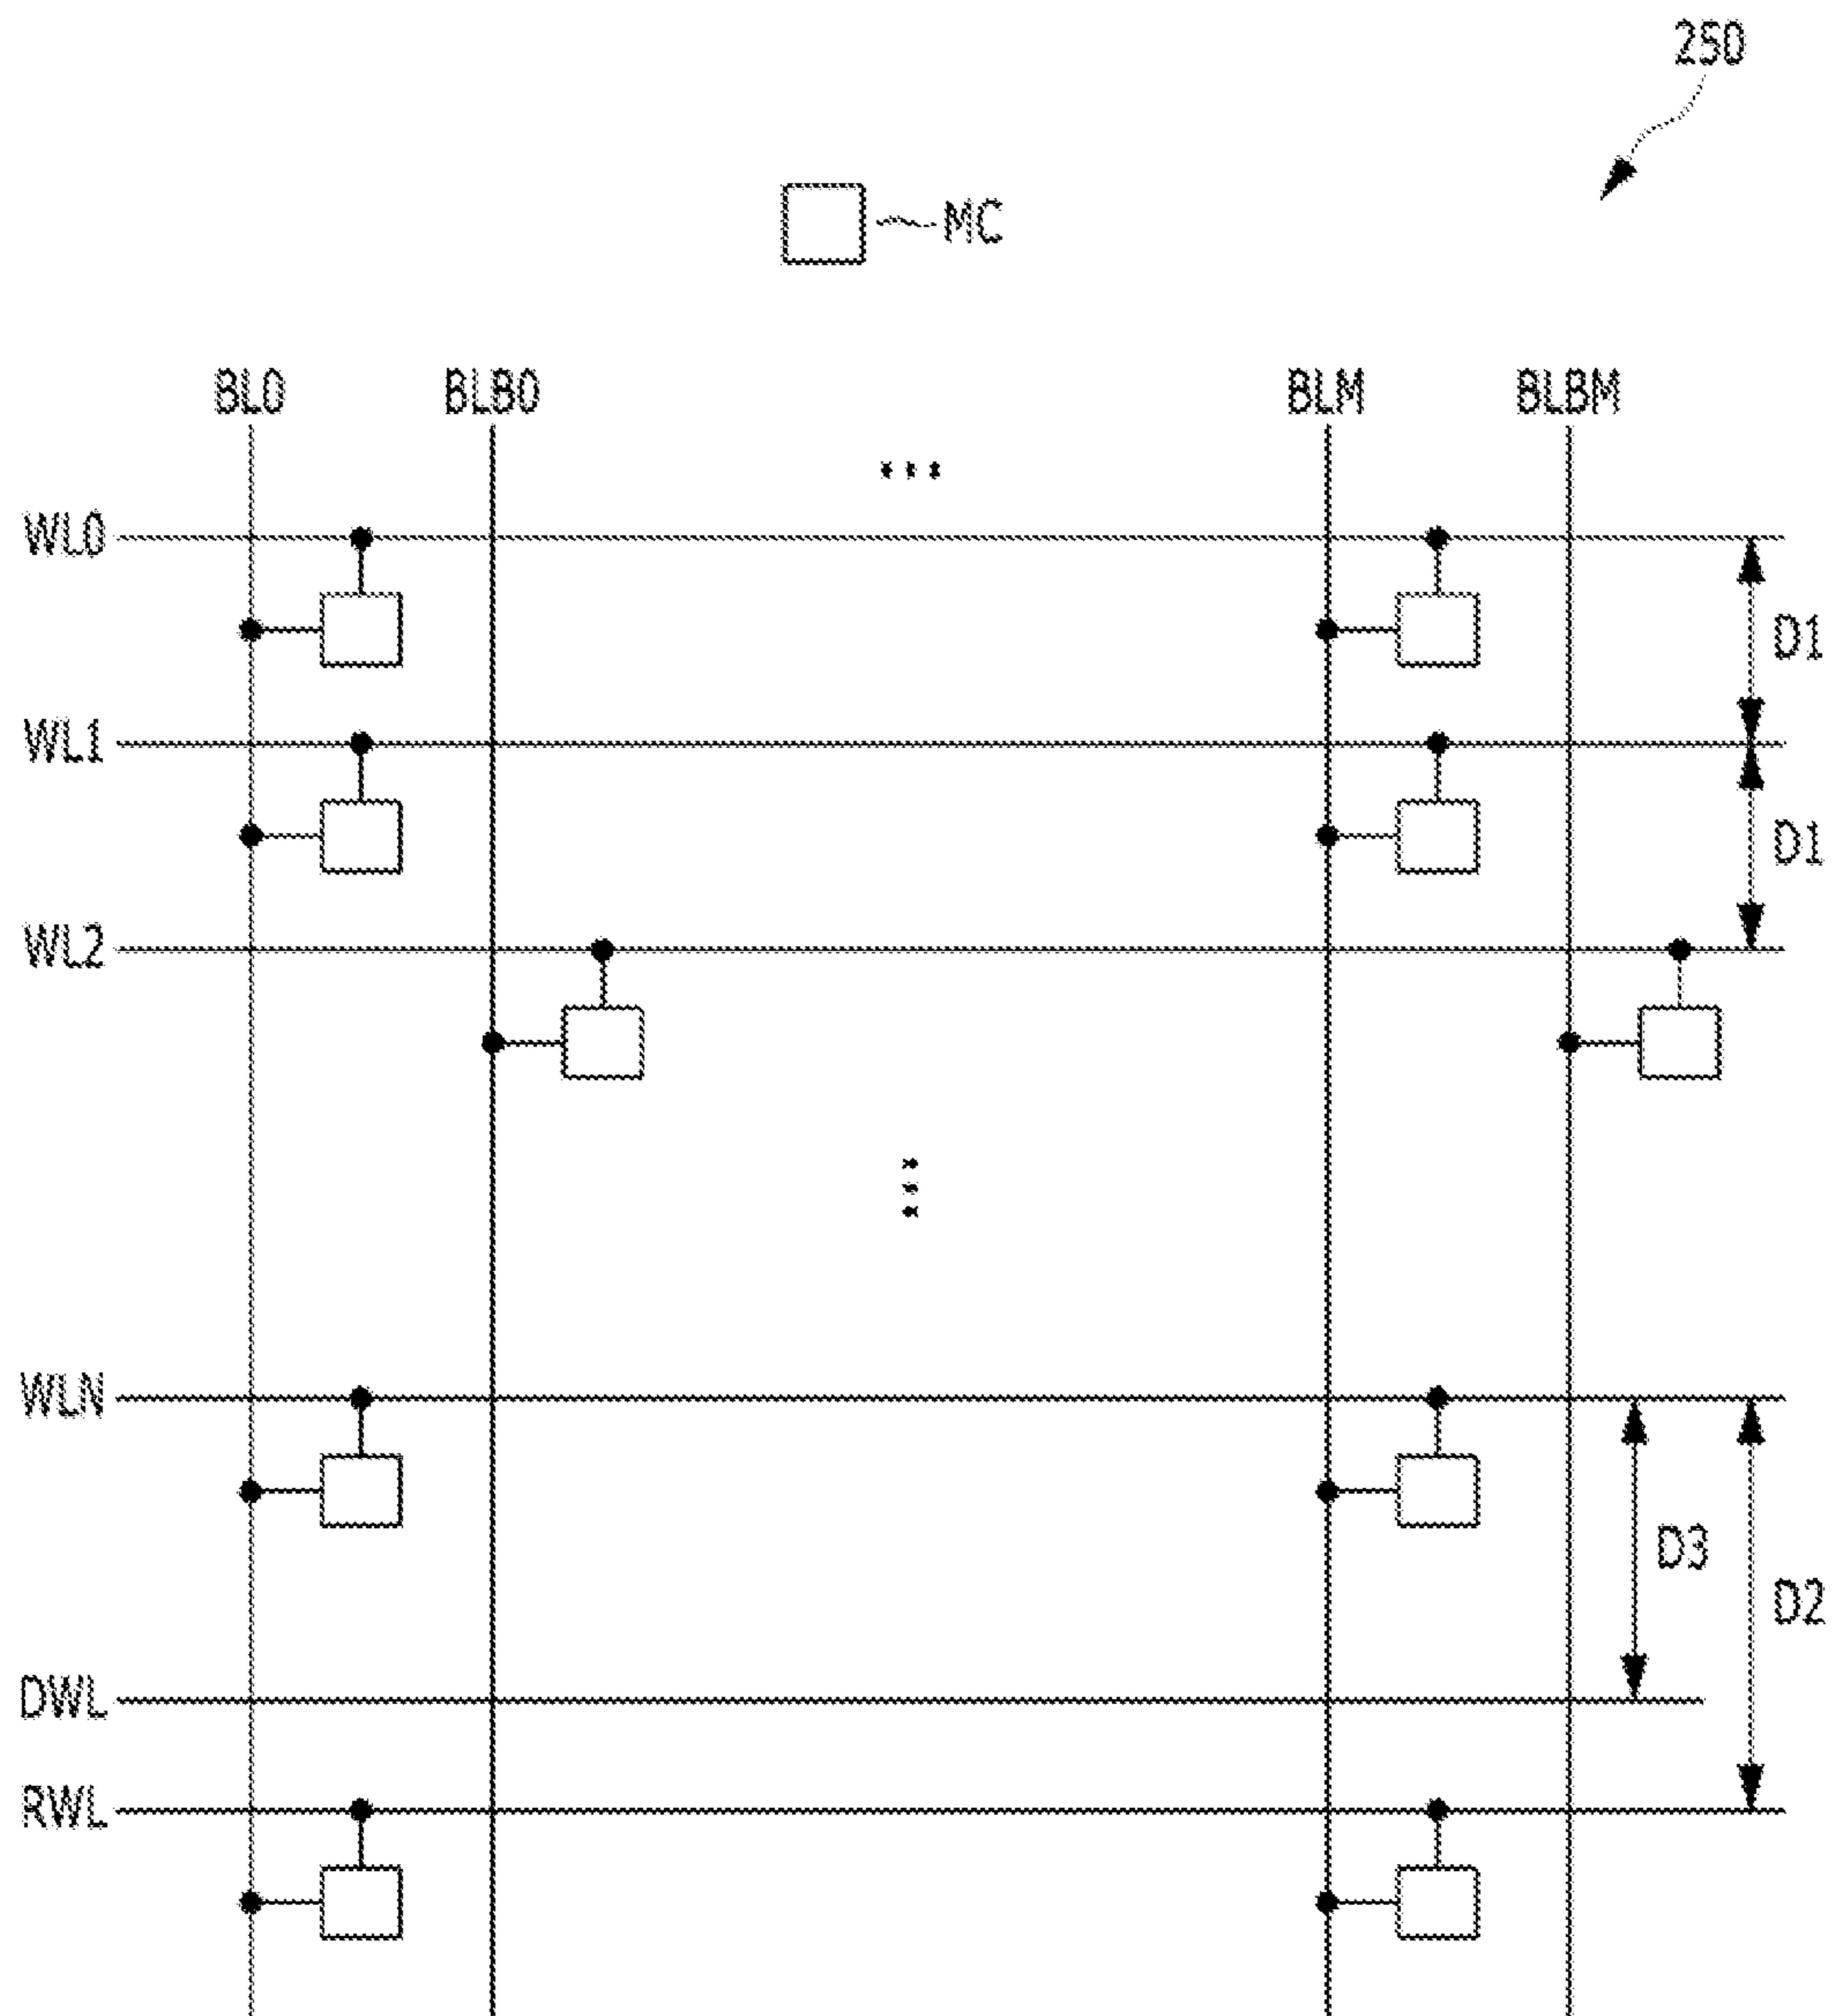 250
MC
BL0 BLB0 BLM BLBM
...
WL0
D1
WL1
D1
WL2
WLN
D3
D2
DWL
RWL